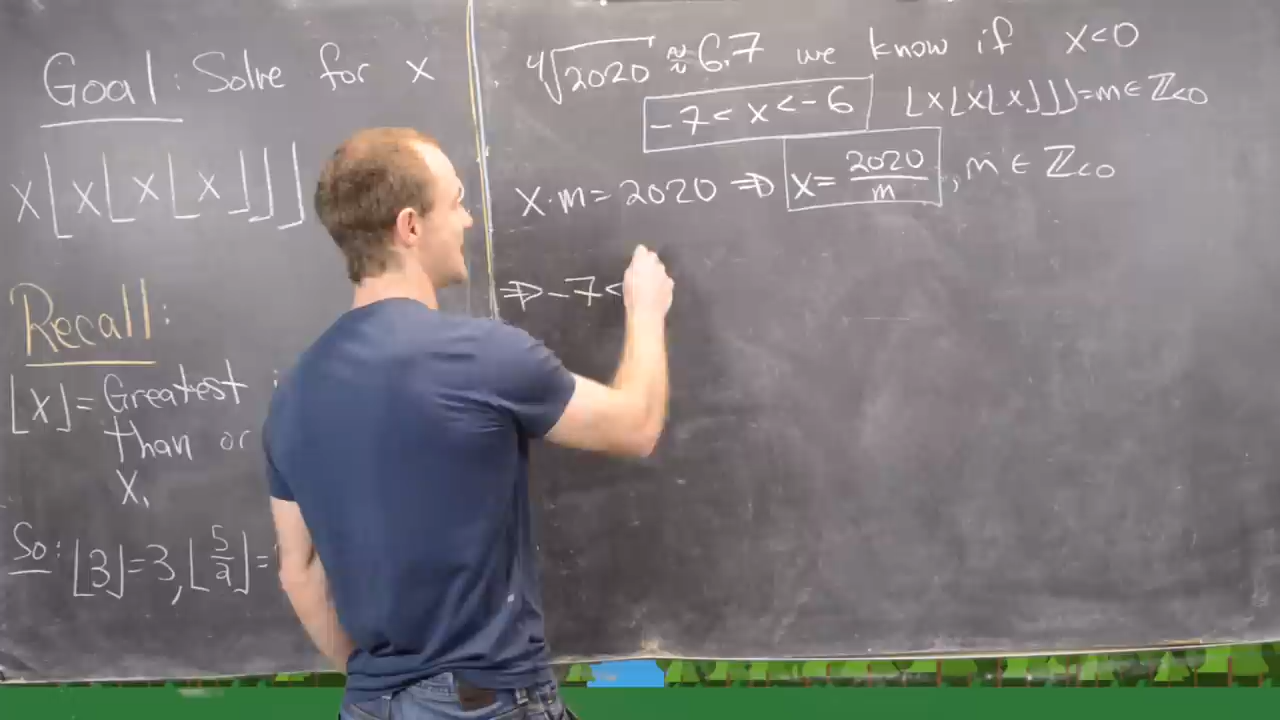 Goal: Solve for x
x⌊x⌊x⌊x⌋⌋⌋
Recall:
⌊x⌋= Greatest
than or
x.
So: ⌊3⌋=3, ⌊5/2⌋=
∜2020 ≈ 6.7 we know if x<0
-7 < x < -6 ⌊x⌊x⌊x⌋⌋⌋=m∈ℤ<0
x·m=2020 ⇒ x= 2020/m, m∈ℤ<0
⇒ -7 <